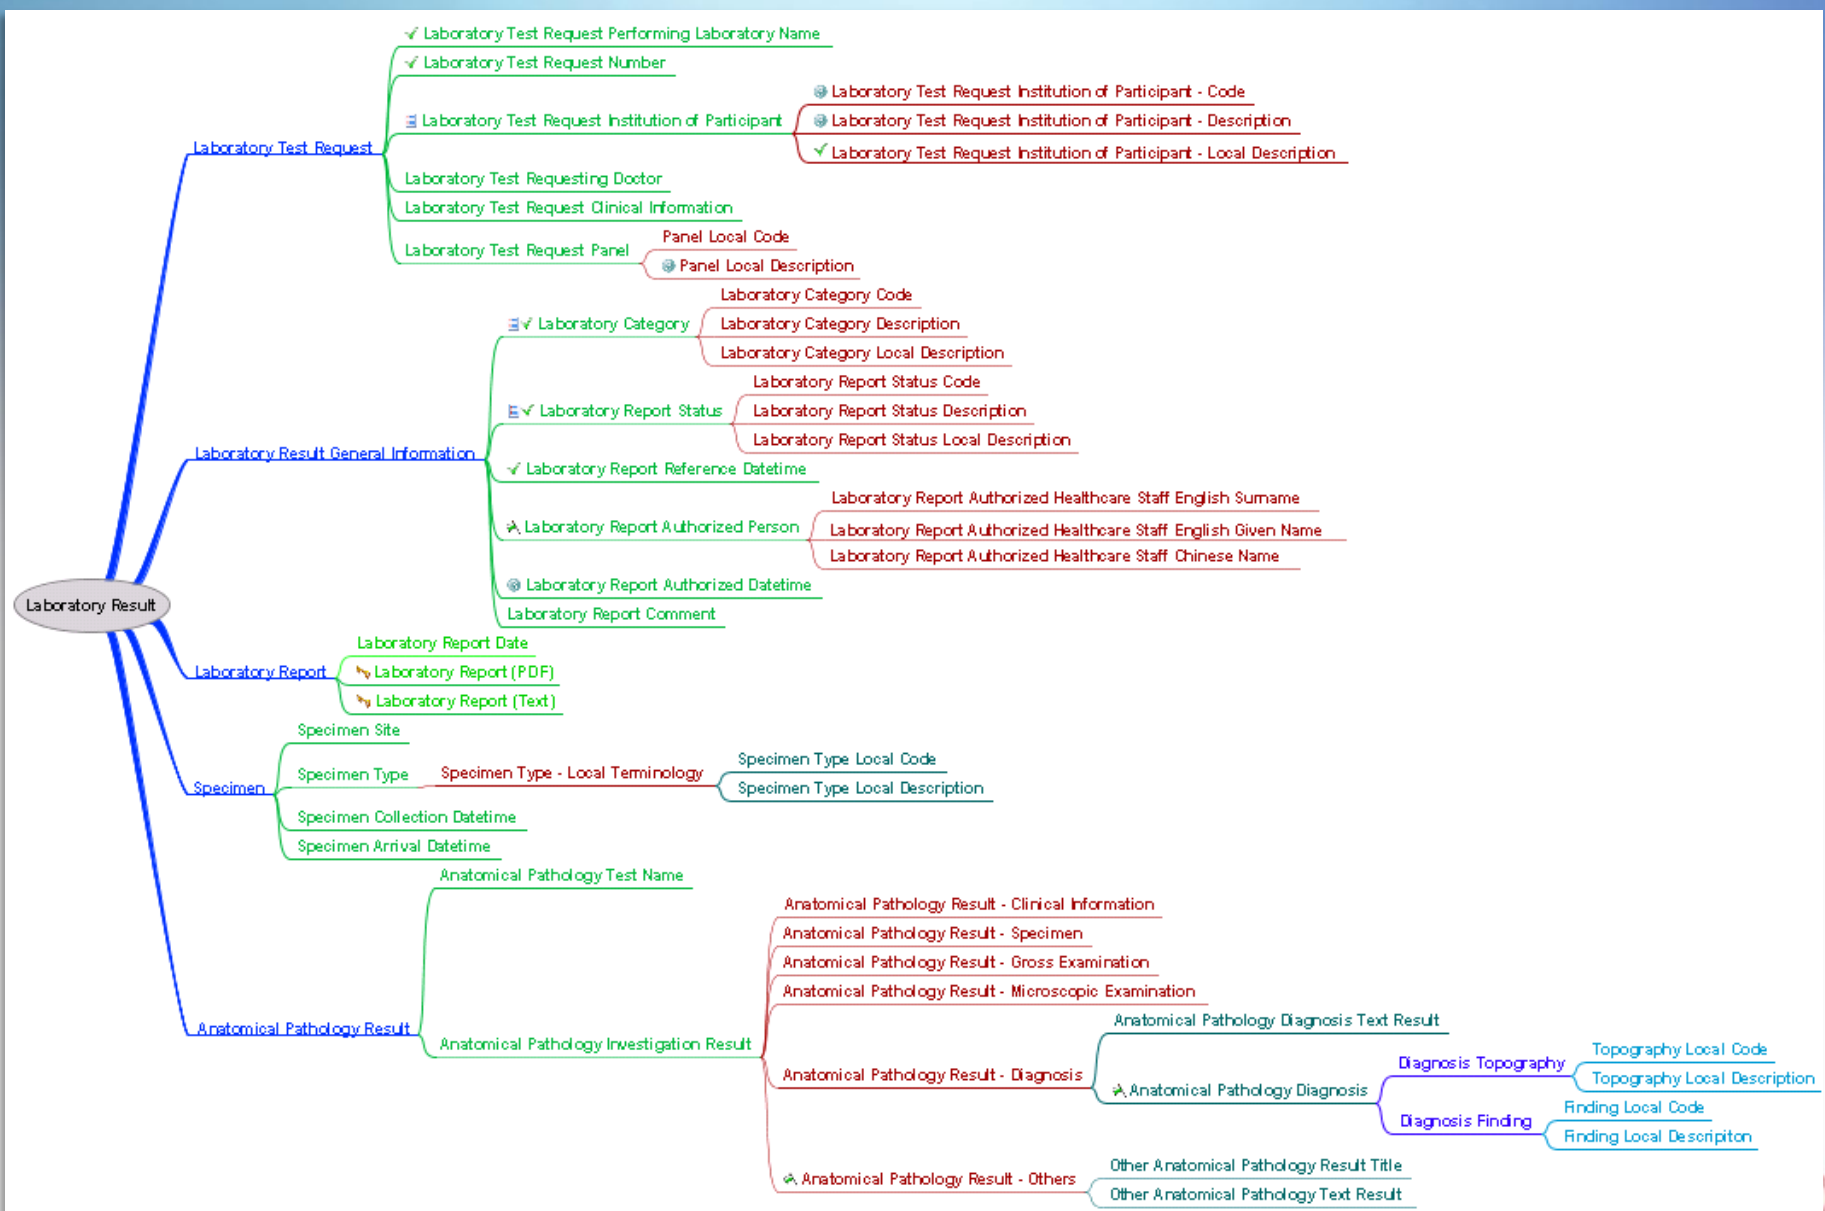 Laboratory Test Request Performing Laboratory Name
Laboratory Test Request Number
Laboratory Test Request Institution of Participant - Code
Laboratory Test Request Institution of Participant
Laboratory Test Request Institution of Participant - Description
Laboratory Test Request
Laboratory Test Request Institution of Participant - Local Description
Laboratory Test Requesting Doctor
Laboratory Test Request Clinical Information
Panel Local Code
Laboratory Test Request Panel
Panel Local Description
Laboratory Category Code
Laboratory Category
Laboratory Category Description
Laboratory Category Local Description
Laboratory Report Status Code
Laboratory Report Status
Laboratory Report Status Description
Laboratory Report Status Local Description
Laboratory Result General Information
Laboratory Report Reference Datetime
Laboratory Report Authorized Healthcare Staff English Surname
Laboratory Report Authorized Person
Laboratory Report Authorized Healthcare Staff English Given Name
Laboratory Report Authorized Healthcare Staff Chinese Name
Laboratory Report Authorized Datetime
Laboratory Result
Laboratory Report Comment
Laboratory Report Date
Laboratory Report
Laboratory Report (PDF)
Laboratory Report (Text)
Specimen Site
Specimen Type Local Code
Specimen Type
Specimen Type - Local Terminology
Specimen Type Local Description
Specimen
Specimen Collection Datetime
Specimen Arrival Datetime
Anatomical Pathology Test Name
Anatomical Pathology Result - Clinical Information
Anatomical Pathology Result - Specimen
Anatomical Pathology Result - Gross Examination
Anatomical Pathology Result - Microscopic Examination
Anatomical Pathology Result
Anatomical Pathology Diagnosis Text Result
Anatomical Pathology Investigation Result
Topography Local Code
Diagnosis Topography
Anatomical Pathology Result - Diagnosis
Topography Local Description
Anatomical Pathology Diagnosis
Finding Local Code
Diagnosis Finding
Finding Local Descripiton
Other Anatomical Pathology Result Title
Anatomical Pathology Result - Others
Other Anatomical Pathology Text Result